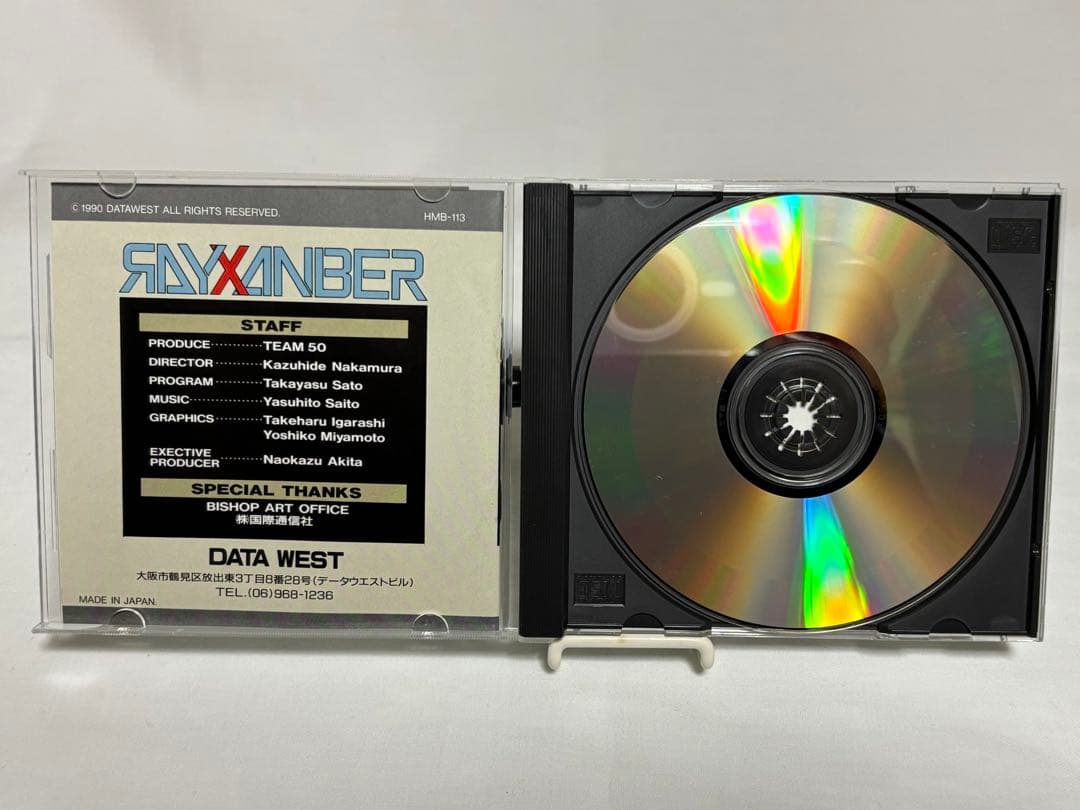 © 1990 DATAWEST ALL RIGHTS RESERVED.
HMB-113
RAYXANBER
STAFF
PRODUCE············TEAM 50
DIRECTOR············Kazuhide Nakamura
PROGRAM············Takayasu Sato
MUSIC············Yasuhito Saito
GRAPHICS············Takeharu Igarashi
Yoshiko Miyamoto
EXECTIVE
PRODUCER············Naokazu Akita
SPECIAL THANKS
BISHOP ART OFFICE
㈱国際通信社
DATA WEST
大阪市鶴見区放出東3丁目8番28号(データウエストビル)
TEL.(06)968-1236
MADE IN JAPAN.